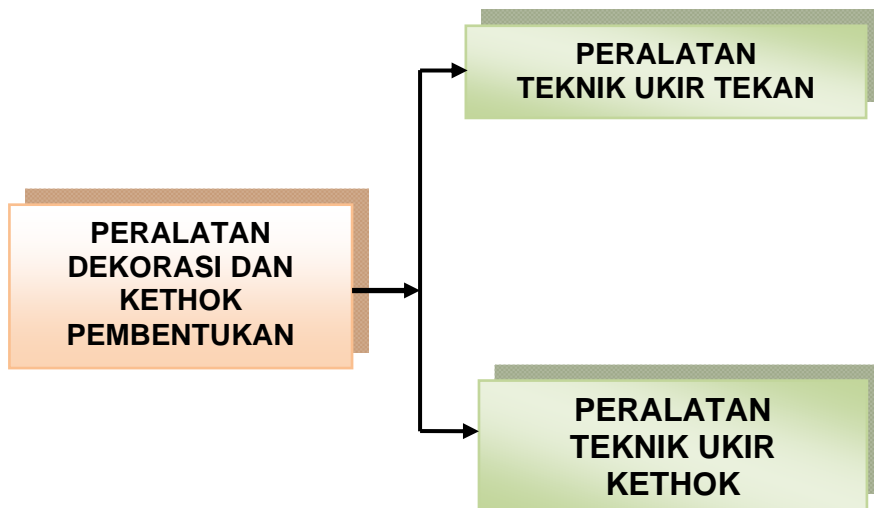 PERALATAN
TEKNIK UKIR TEKAN
PERALATAN
DEKORASI DAN
KETHOK
PEMBENTUKAN
PERALATAN
TEKNIK UKIR
KETHOK